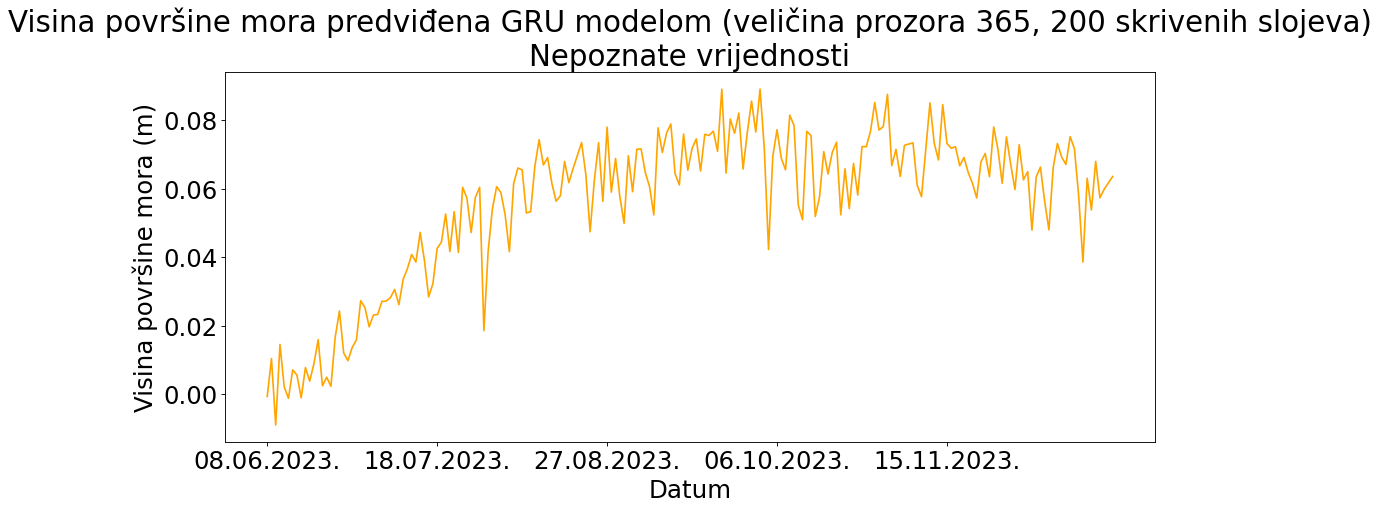 Visina površine mora predviđena GRU modelom (veličina prozora 365, 200 skrivenih slojeva)
Nepoznate vrijednosti
Visina površine mora (m)
0.08
0.06
0.04
0.02
0.00
08.06.2023. 18.07.2023. 27.08.2023. 06.10.2023. 15.11.2023.
Datum